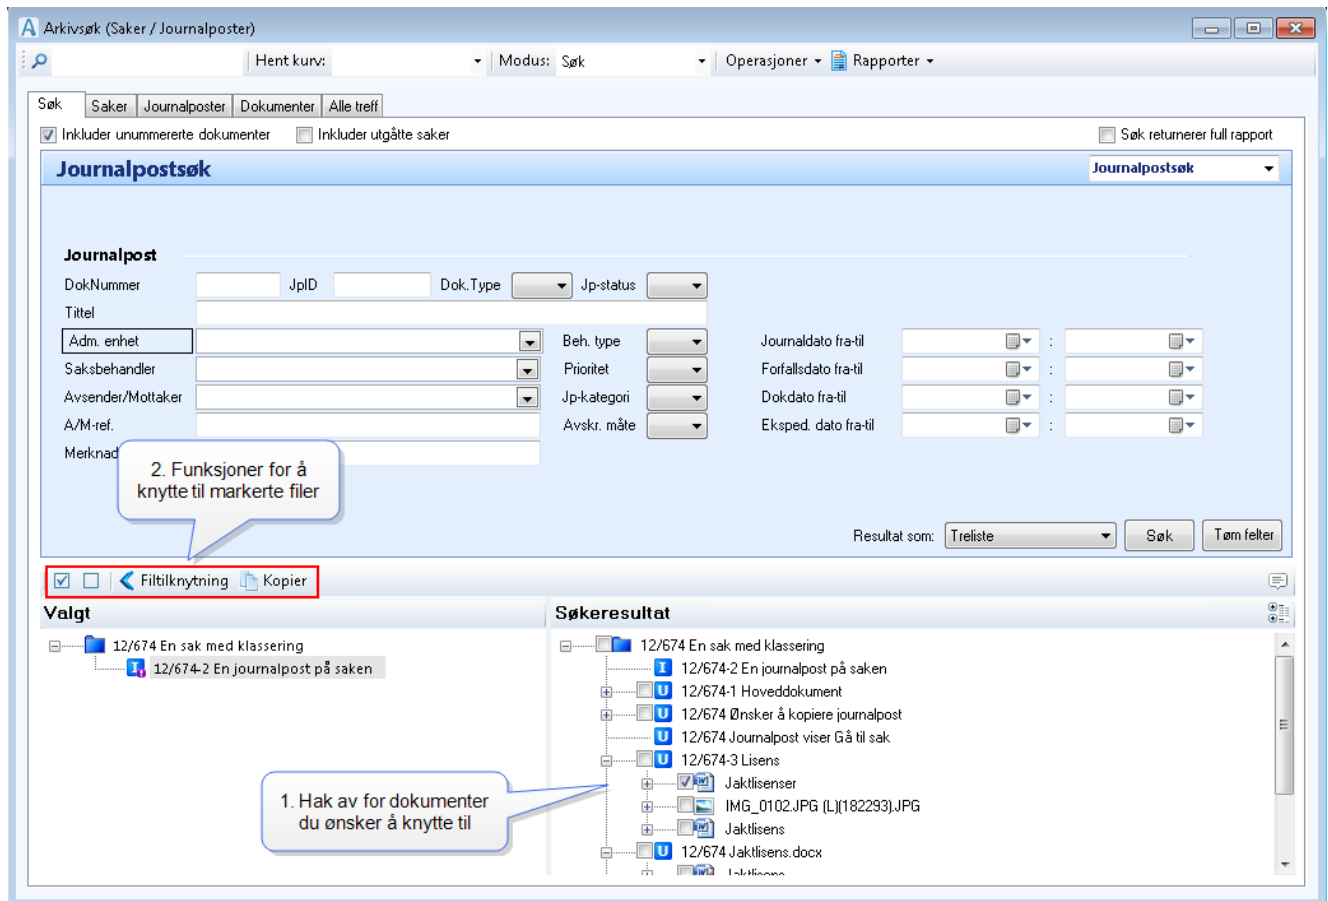 Arkivsøk (Saker / Journalposter)
Hent kurv: Modus: Søk Operasjoner Rapporter
Søk Saker Journalposter Dokumenter Alle treff
Inkluder unummererte dokumenter Inkluder utgåtte saker Søk returnerer full rapport
Journalpostsøk Journalpostsøk
Journalpost
DokNummer JpID Dok.Type Jp-status
Tittel
Adm. enhet Beh. type Journaldato fra-til :
Saksbehandler Prioritet Forfallsdato fra-til :
Avsender/Mottaker Jp-kategori Dokdato fra-til :
A/M-ref. Avskr. måte Eksped. dato fra-til :
Merknad
2. Funksjoner for å
knytte til markerte filer
Resultat som: Treliste Søk Tøm felter
Filtilknytning Kopier
Valgt
12/674 En sak med klassering
I 12/674-2 En journalpost på saken
Søkeresultat
12/674 En sak med klassering
I 12/674-2 En journalpost på saken
U 12/674-1 Hoveddokument
U 12/674 Ønsker å kopiere journalpost
U 12/674 Journalpost viser Gå til sak
U 12/674-3 Lisens
Jaktlisenser
IMG_0102.JPG (L)(182293).JPG
Jaktlisens
U 12/674 Jaktlisens.docx
Jaktlisens
1. Hak av for dokumenter
du ønsker å knytte til